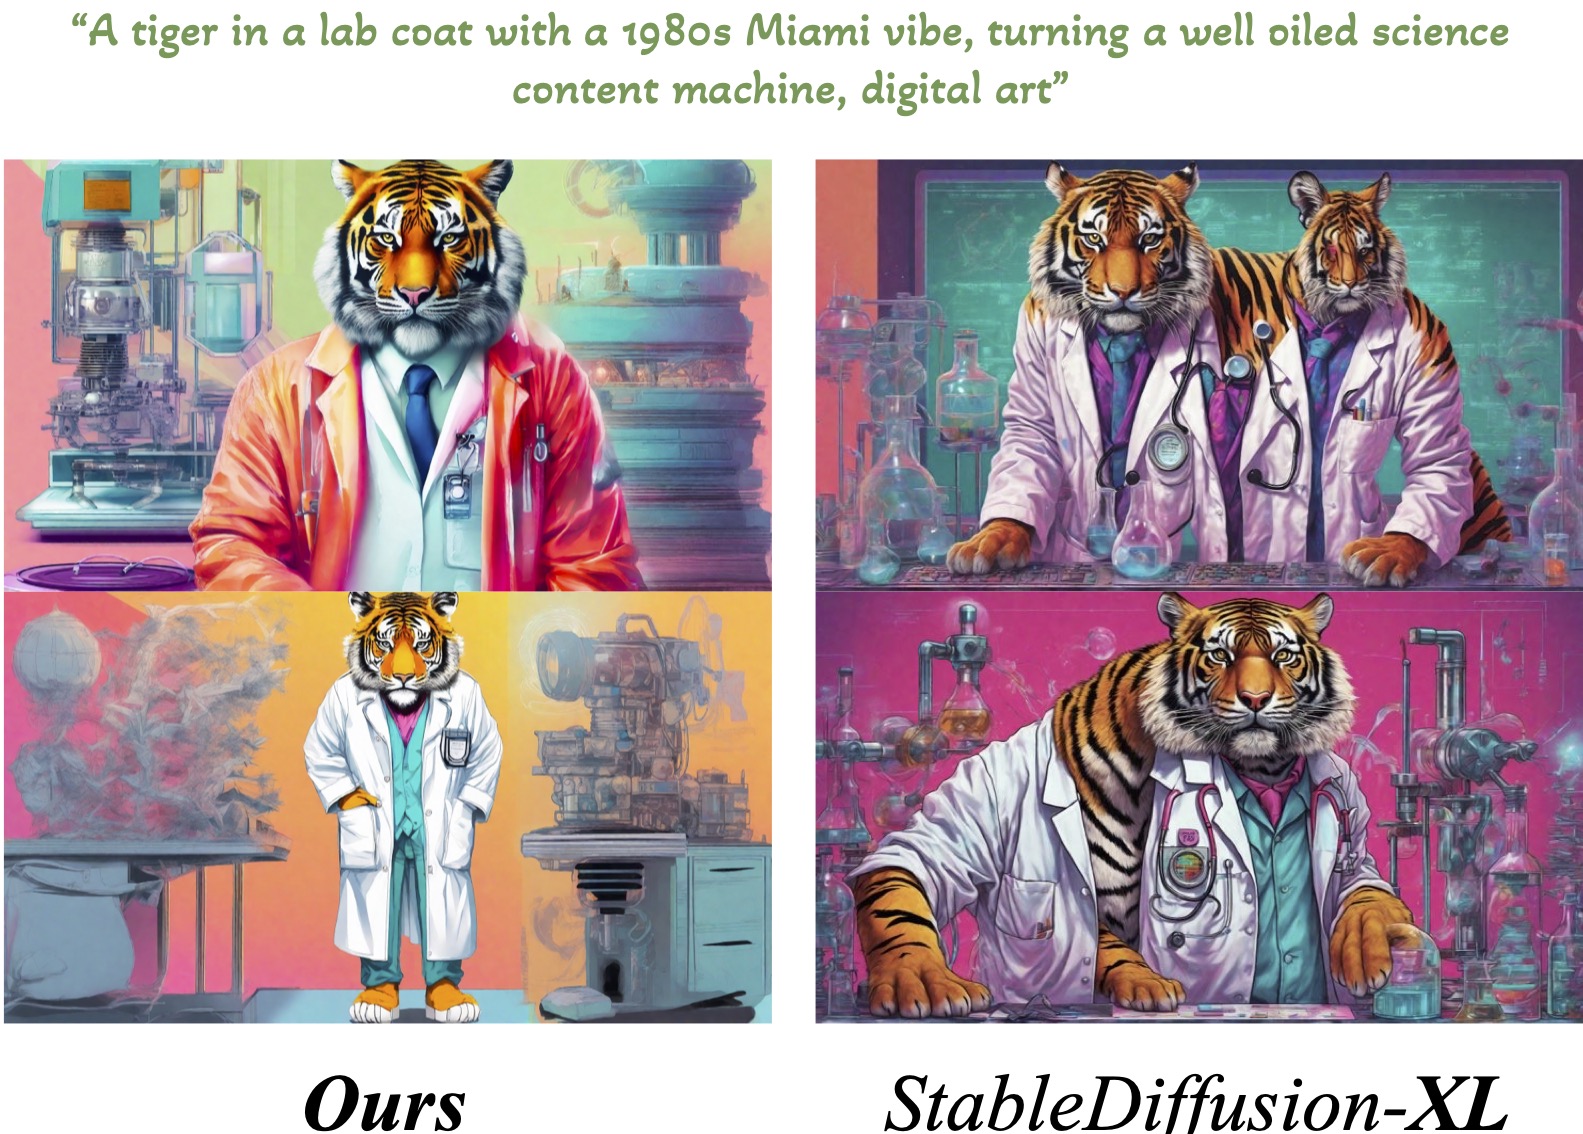 “A tiger in a lab coat with a 1980s Miami vibe, turning a well oiled science
content machine, digital art”
Ours
StableDiffusion-XL